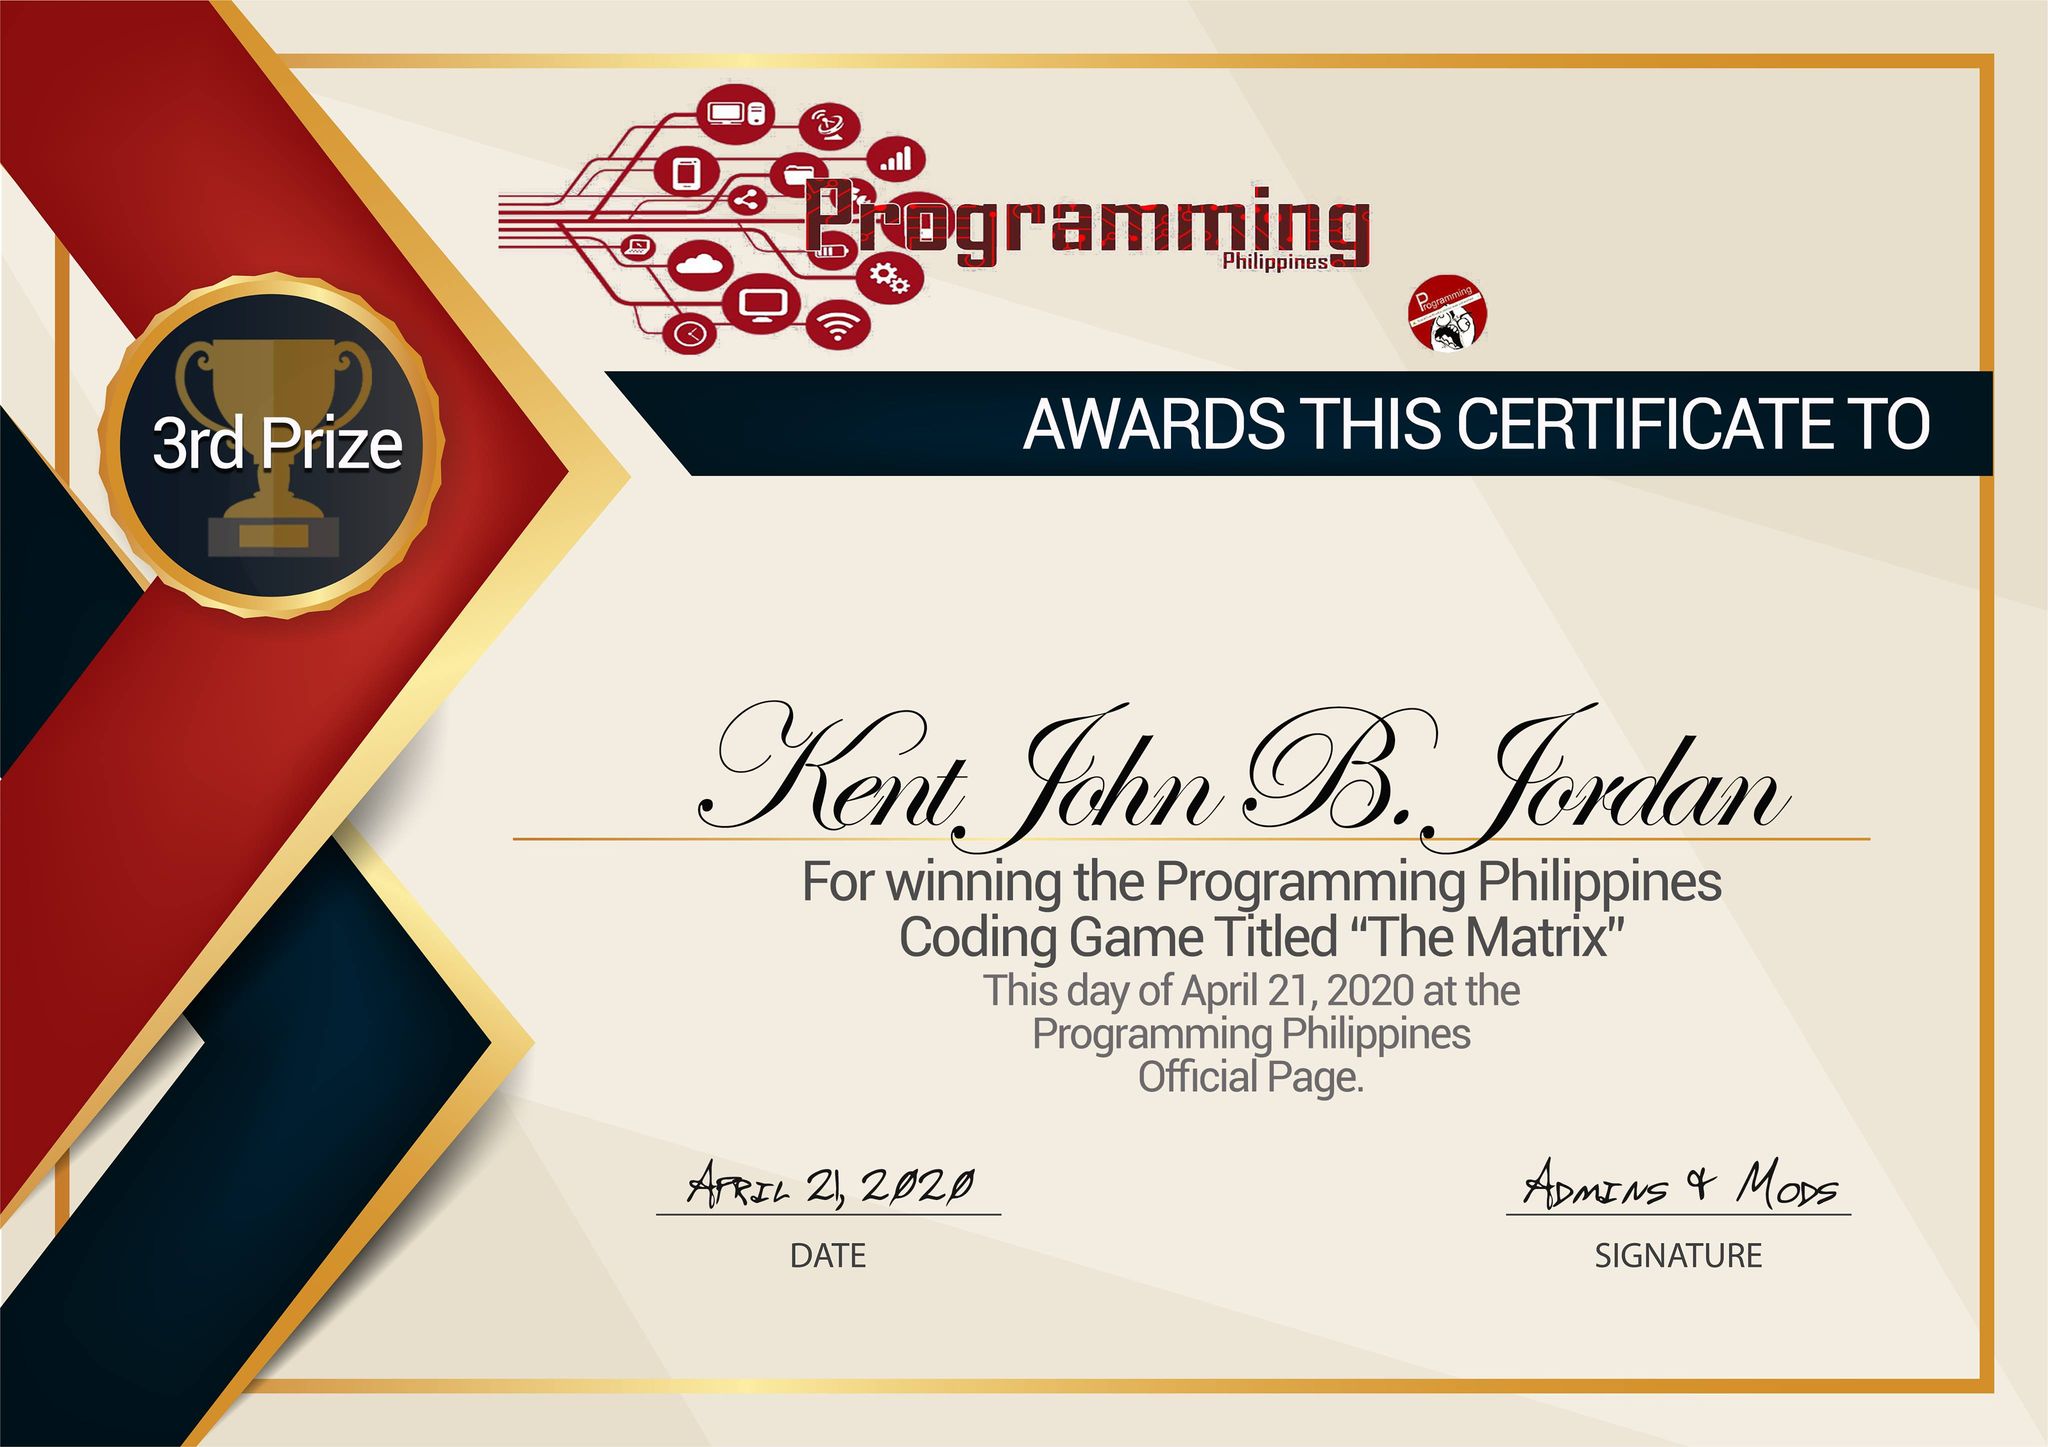 Programming
Philippines
Programming
AWARDS THIS CERTIFICATE TO
3rd Prize
Kent John B. Jordan
For winning the Programming Philippines
Coding Game Titled “The Matrix”
This day of April 21, 2020 at the
Programming Philippines
Official Page.
April 21, 2020
Admins & Mods
DATE
SIGNATURE